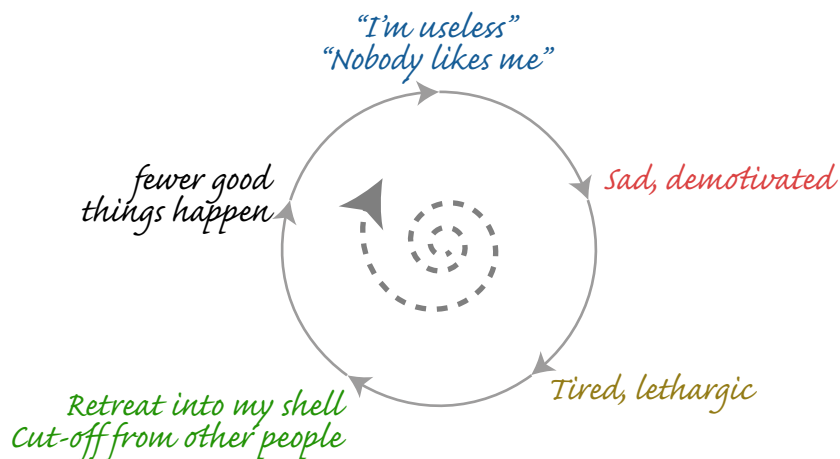 “I’m useless”
“Nobody likes me”
Sad, demotivated
Tired, lethargic
Retreat into my shell
Cut-off from other people
fewer good
things happen